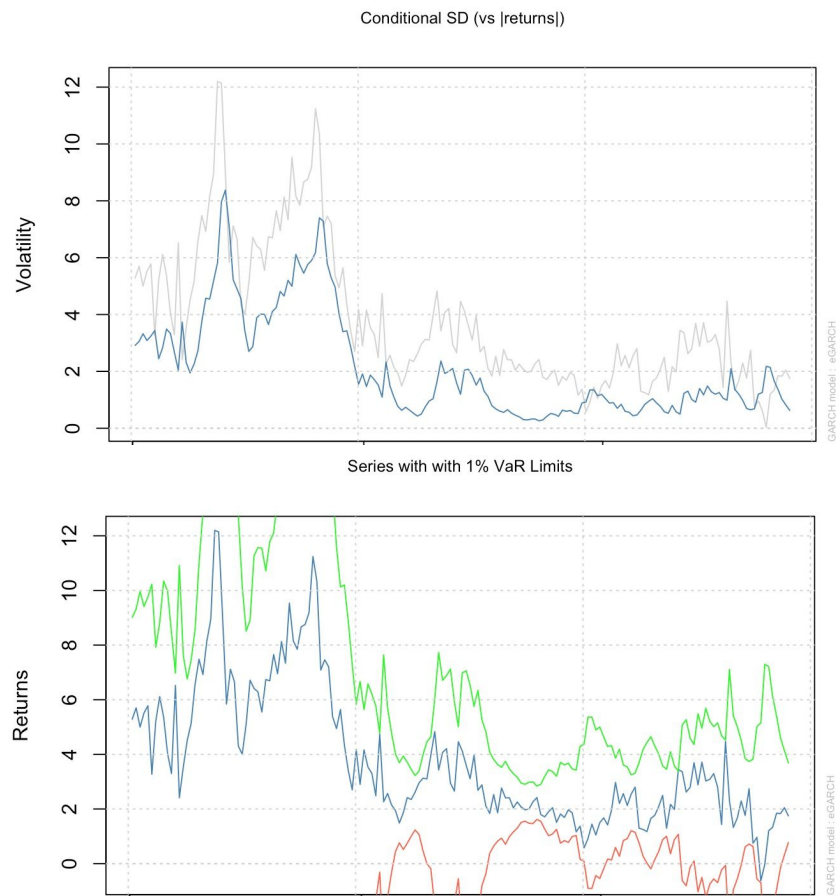 Conditional SD (vs |returns|)
Volatility
12
10
8
6
4
2
0
GARCH model : eGARCH
Series with with 1% VaR Limits
Returns
12
10
8
6
4
2
0
GARCH model : eGARCH